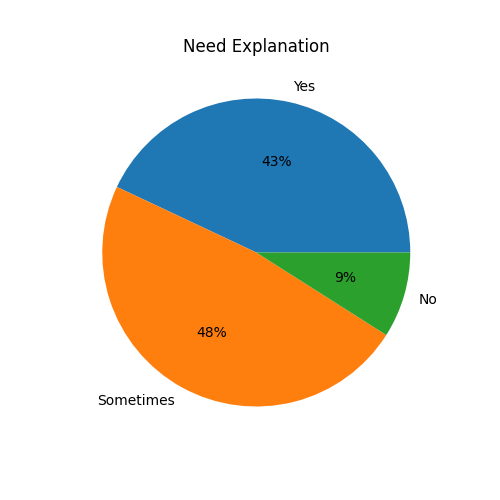 Need Explanation
Yes
43%
9%
No
48%
Sometimes